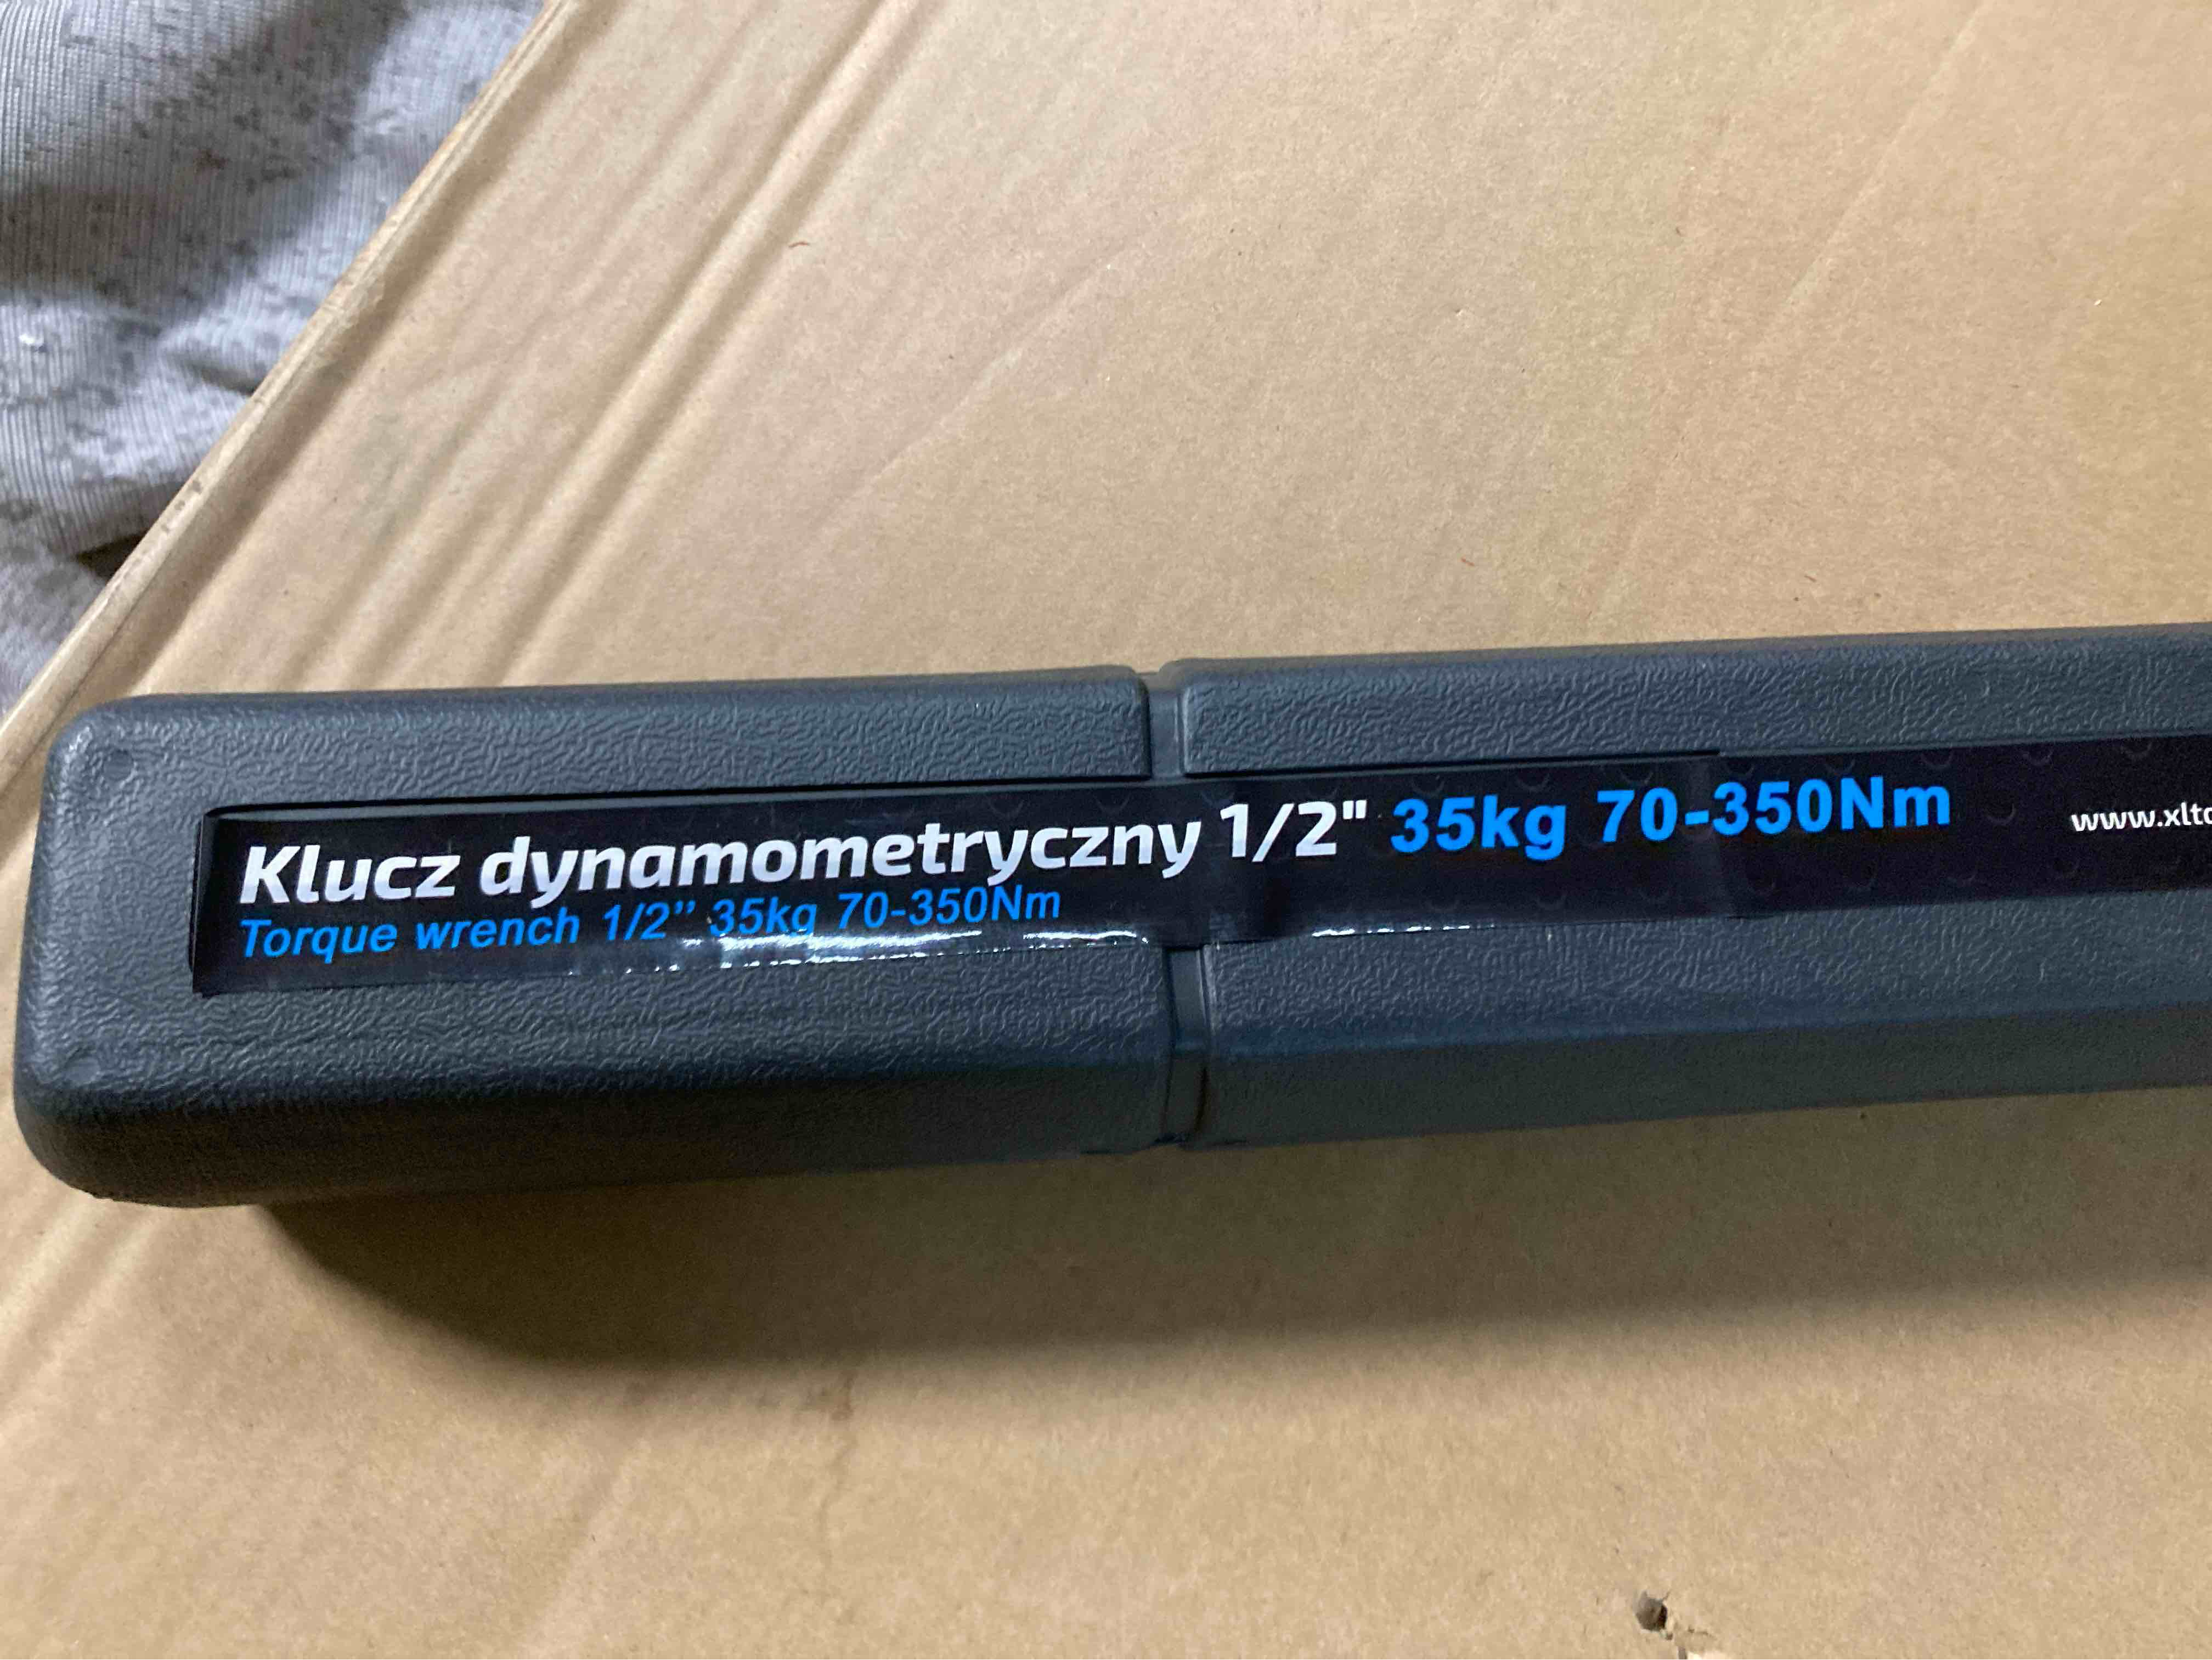 Klucz dynamometryczny 1/2" 35kg 70-350Nm
Torque wrench 1/2” 35kg 70-350Nm